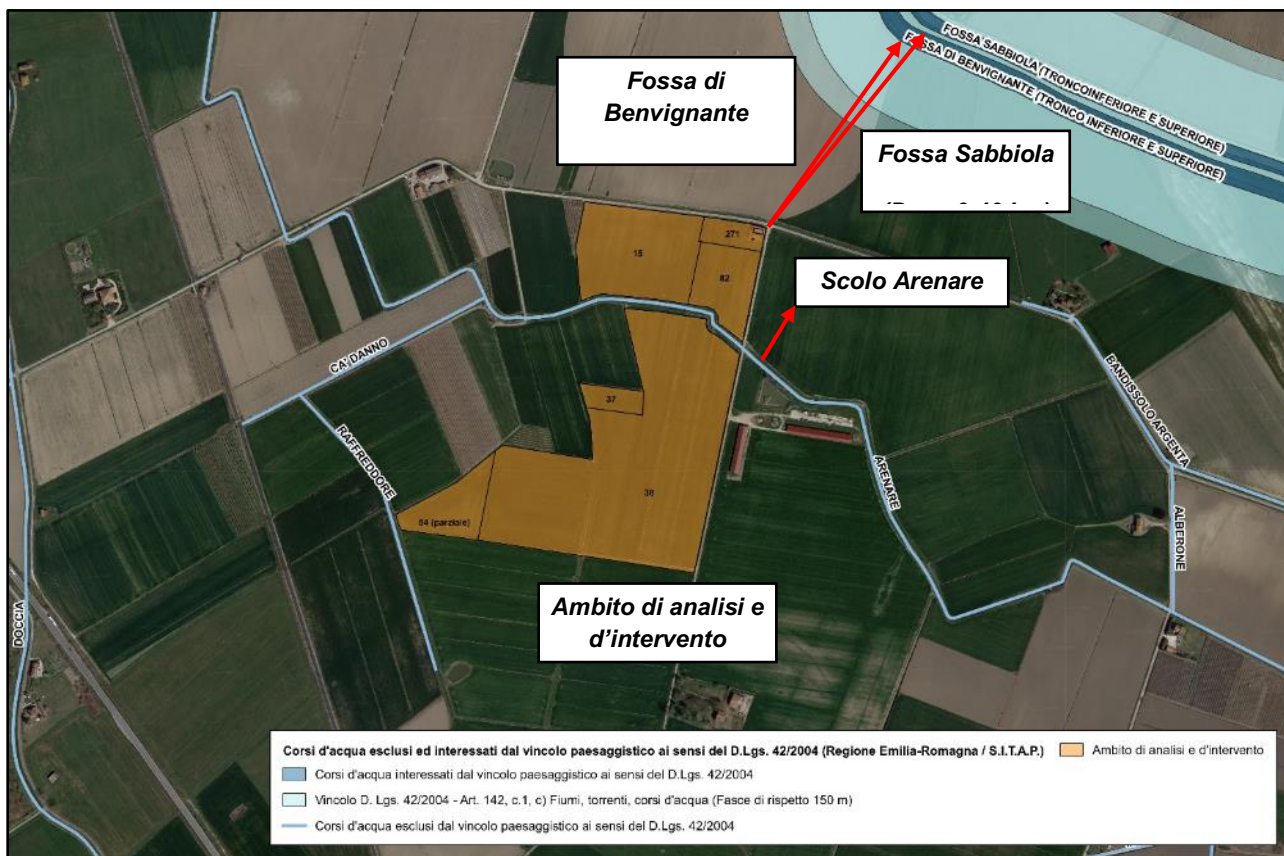 FOSSA SABBIOLA (TRONCOINFERIORE E SUPERIORE)
FOSSA DI BENVIGNANTE (TRONCO INFERIORE E SUPERIORE)
Fossa di
Benvignante
Fossa Sabbiola
Scolo Arenare
271
15
82
CA' DANNO
37
RAFFREDDORE
38
54 (parziale)
BANDISSOLO ARGENTA
ARENARE
ALBERONE
DOCCIA
Ambito di analisi e
d'intervento
Corsi d'acqua esclusi ed interessati dal vincolo paesaggistico ai sensi del D.Lgs. 42/2004 (Regione Emilia-Romagna / S.I.T.A.P.)
Ambito di analisi e d'intervento
Corsi d'acqua interessati dal vincolo paesaggistico ai sensi del D.Lgs. 42/2004
Vincolo D. Lgs. 42/2004 - Art. 142, c.1, c) Fiumi, torrenti, corsi d'acqua (Fasce di rispetto 150 m)
Corsi d'acqua esclusi dal vincolo paesaggistico ai sensi del D.Lgs. 42/2004